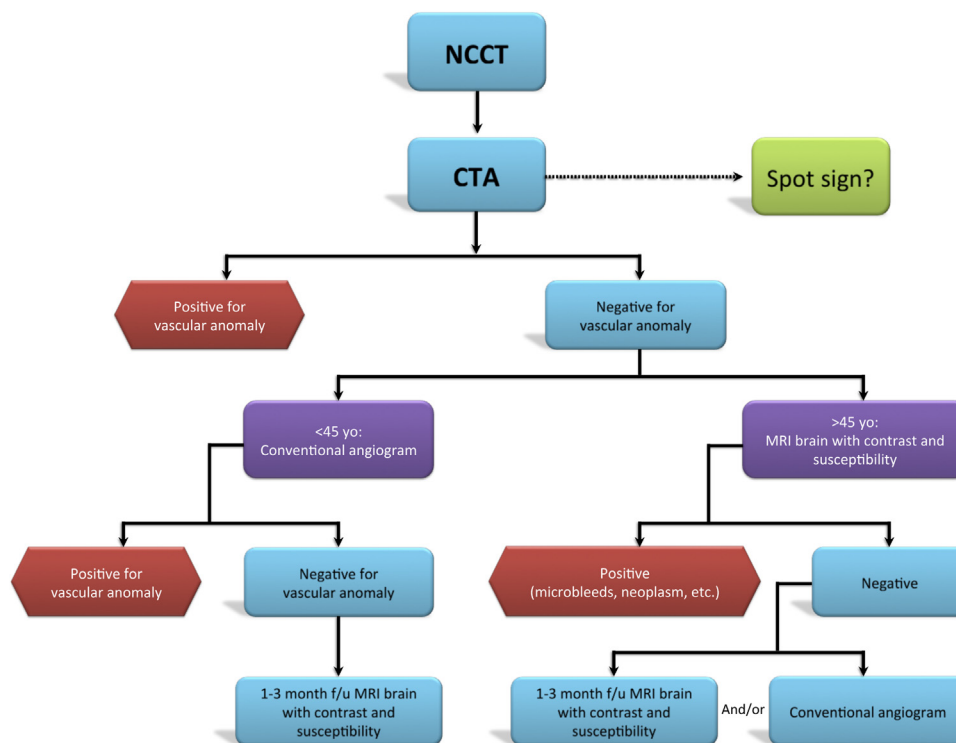 NCCT
CTA
Spot sign?
Positive for
vascular anomaly
Negative for
vascular anomaly
<45 yo:
Conventional angiogram
>45 yo:
MRI brain with contrast and
susceptibility
Positive for
vascular anomaly
Negative for
vascular anomaly
Positive
(microbleeds, neoplasm, etc.)
Negative
1-3 month f/u MRI brain
with contrast and
susceptibility
1-3 month f/u MRI brain
with contrast and
susceptibility
And/or
Conventional angiogram